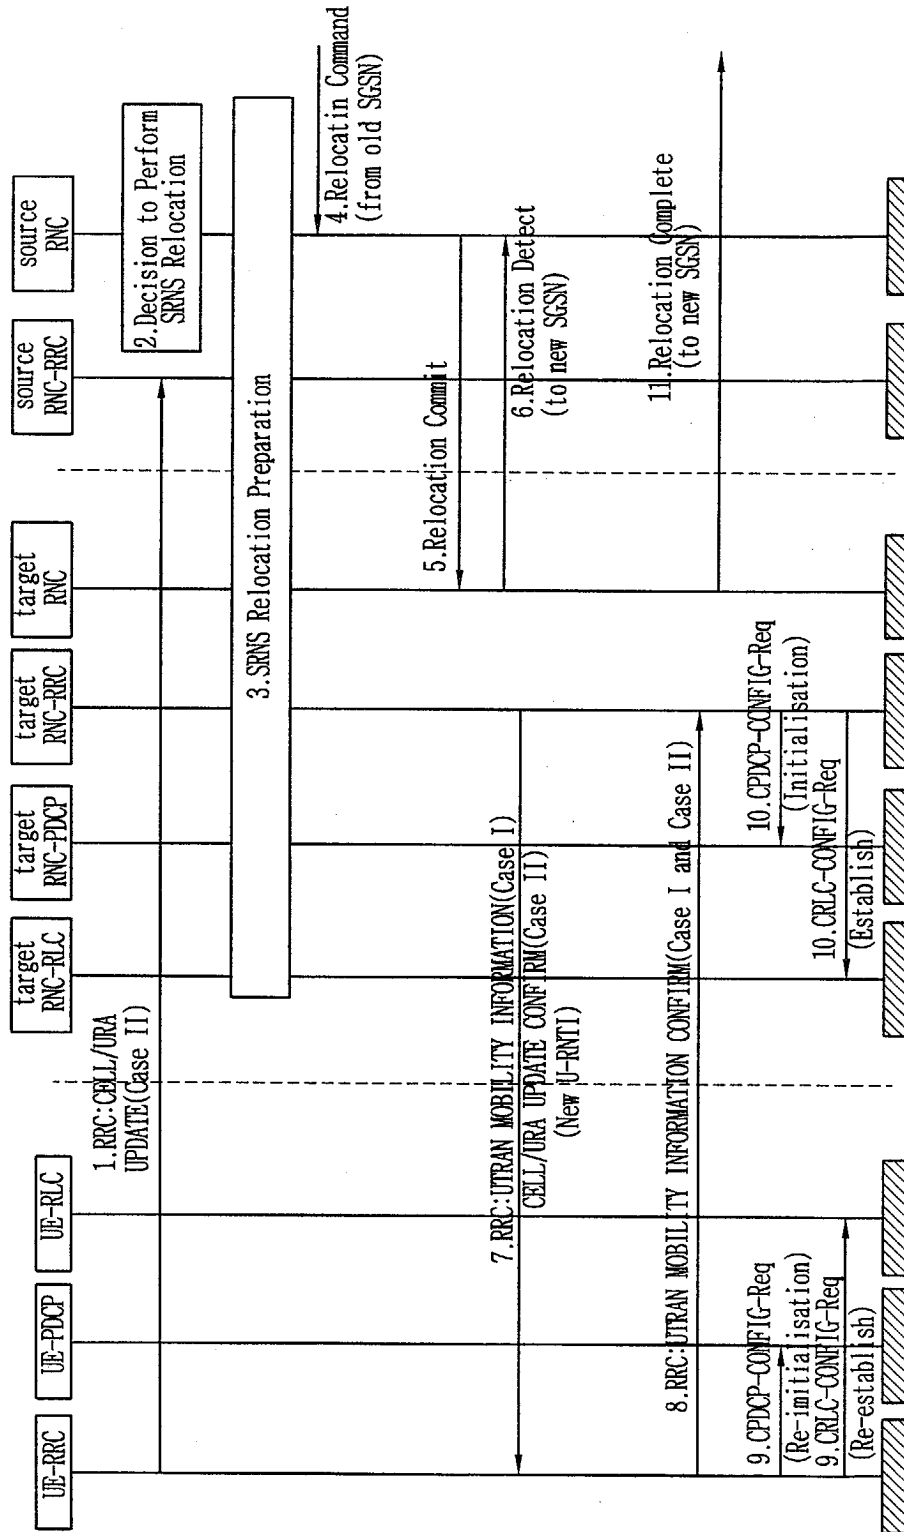 UE-RRC
UE-PDCP
UE-RLC
target
RNC-RLC
target
RNC-PDCP
target
RNC-RRC
target
RNC
source
RNC-RRC
source
RNC
1.RRC:CELL/URA
UPDATE(Case II)
2.Decision to Perform
SRNS Relocation
3.SRNS Relocation Preparation
4.Relocatin Command
(from old SGSN)
5.Relocation Commit
6.Relocation Detect
(to new SGSN)
7.RRC:UTRAN MOBILITY INFORMATION(Case I)
CELL/URA UPDATE CONFIRM(Case II)
(New U-RNTI)
8.RRC:UTRAN MOBILITY INFORMATION CONFIRM(Case I and Case II)
11.Relocation Complete
(to new SGSN)
9.CPDCP-CONFIG-Req
(Re-imitialisation)
9.CRLC-CONFIG-Req
(Re-establish)
10.CPDCP-CONFIG-Req
(Initialisation)
10.CRLC-CONFIG-Req
(Establish)